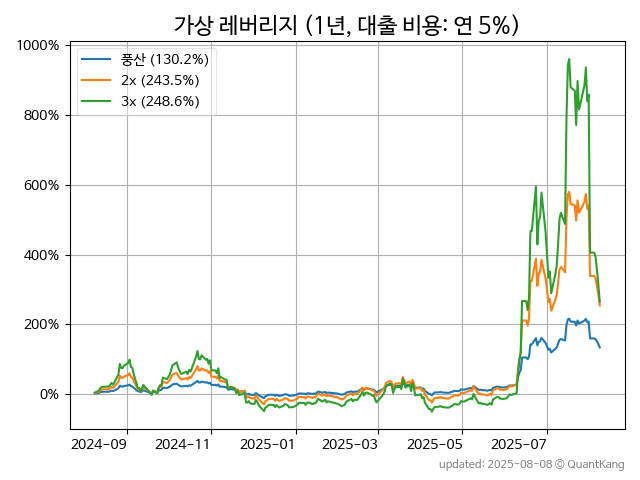 가상 레버리지 (1년, 대출 비용: 연 5%)
풍산 (130.2%)
2x (243.5%)
3x (248.6%)
1000%
800%
600%
400%
200%
0%
2024-09 2024-11 2025-01 2025-03 2025-05 2025-07
updated: 2025-08-08 © QuantKang